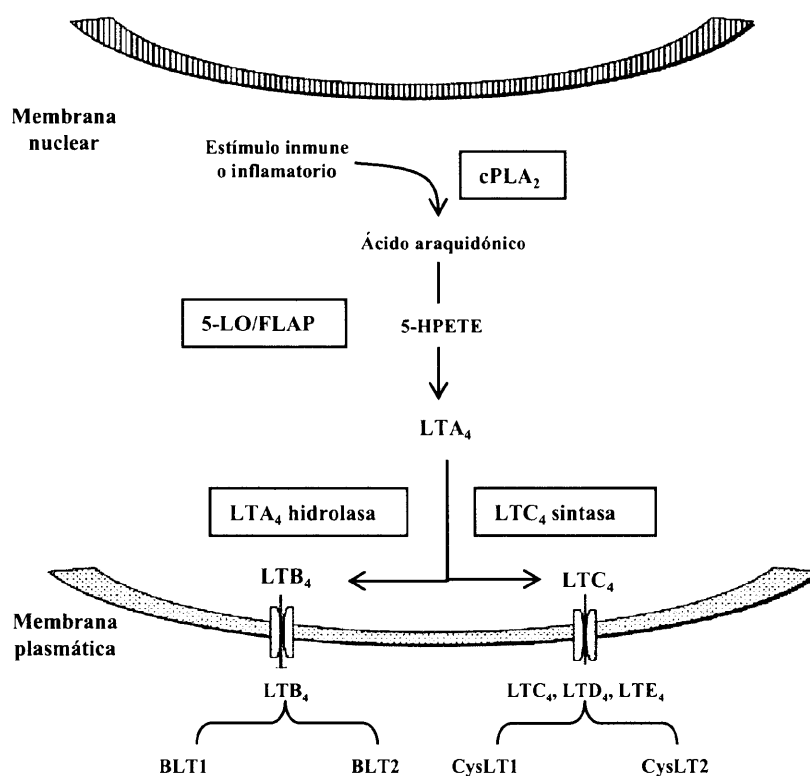 Membrana
nuclear
Estímulo inmune
o inflamatorio
cPLA₂
Ácido araquidónico
5-LO/FLAP
5-HPETE
LTA₄
LTA₄ hidrolasa
LTC₄ sintasa
LTB₄
LTC₄
Membrana
plasmática
LTB₄
LTC₄, LTD₄, LTE₄
BLT1
BLT2
CysLT1
CysLT2